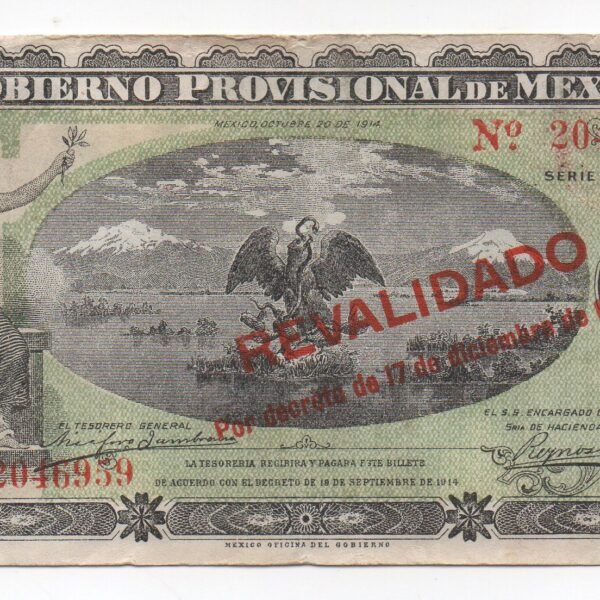 OBIERNO PROVISIONAL DE MEX
MEXICO, OCTUBRE 20 DE 1914
Nº 20
SERIE
REVALIDADO
Por decreto de 17 de diciembre de
EL TESORERO GENERAL
EL S.S. ENCARGADO
SRIA DE HACIENDA
Reynos
2046959
LA TESORERIA RECIBIRA Y PAGARA ESTE BILLETE
DE ACUERDO CON EL DECRETO DE 19 DE SEPTIEMBRE DE 1914
MEXICO OFICINA DEL GOBIERNO